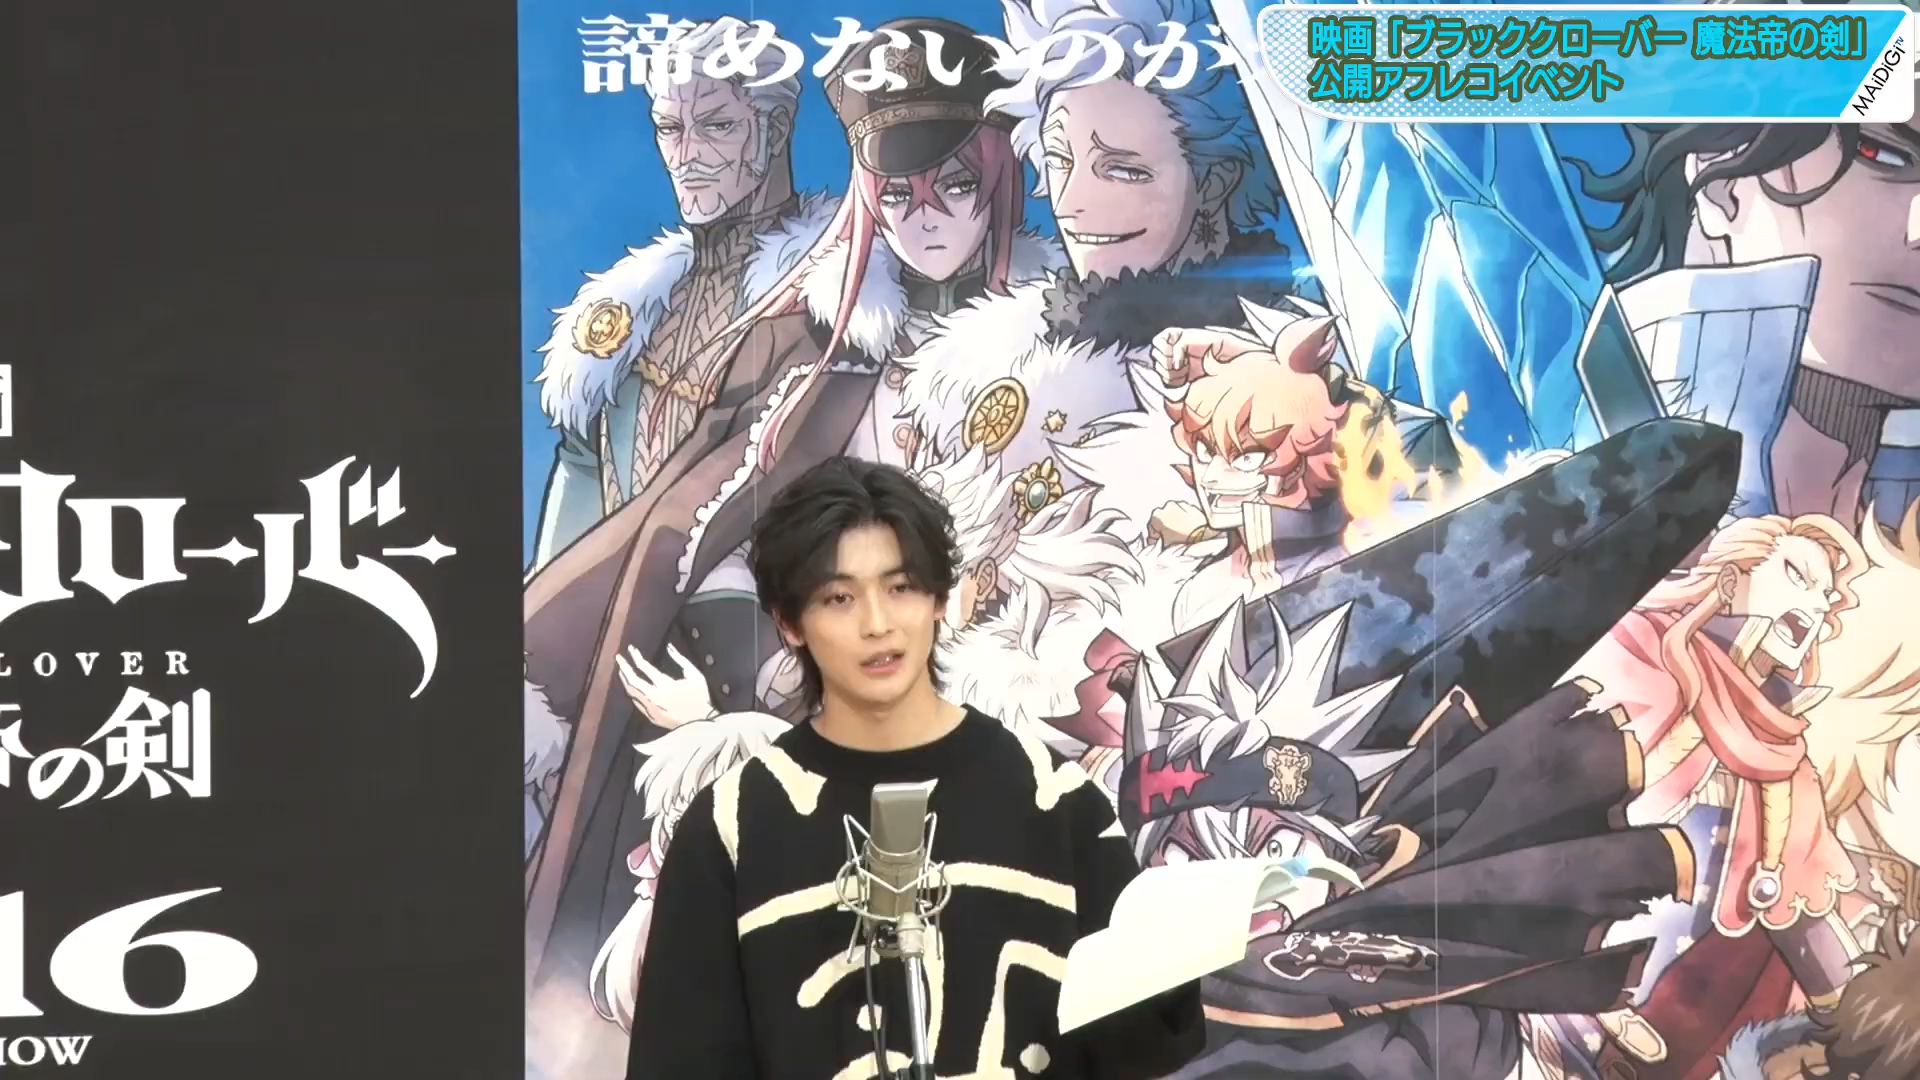 諦めないのが
映画「ブラッククローバー 魔法帝の剣」
公開アフレコイベント
MAiDiGiTV
クローバー
LOVER
の剣
16
HOW